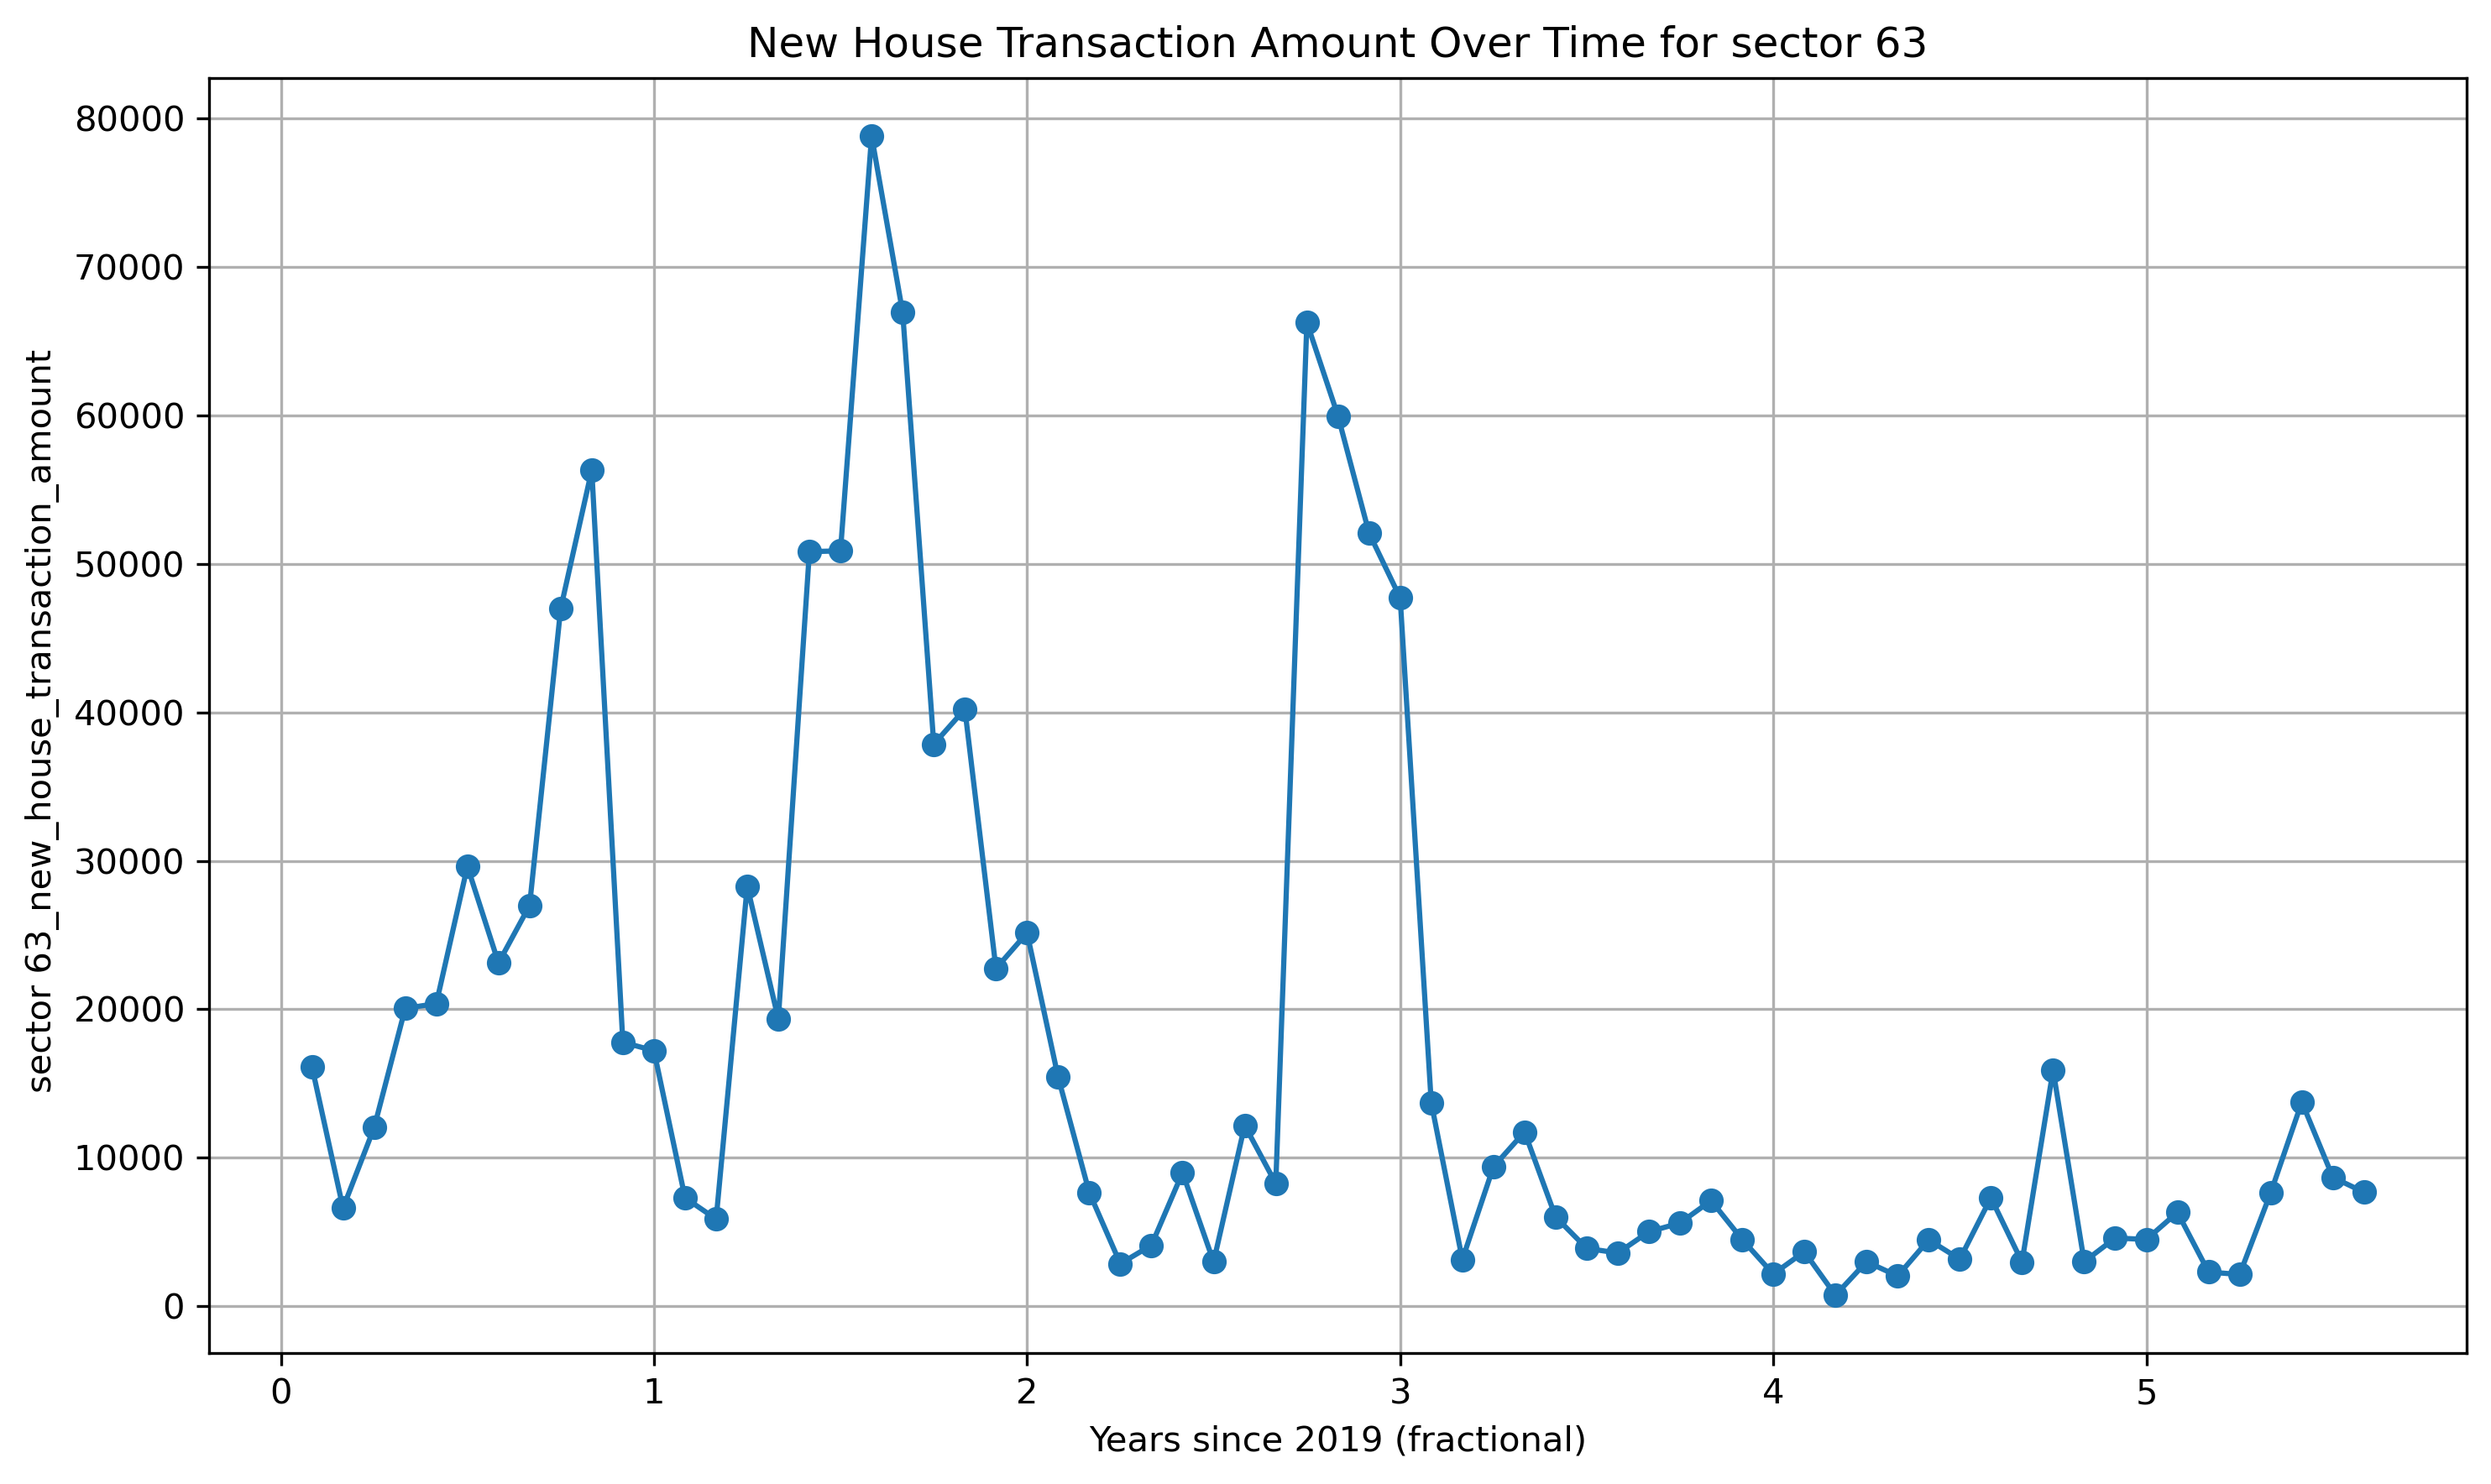 New House Transaction Amount Over Time for sector 63
sector 63_new_house_transaction_amount
80000
70000
60000
50000
40000
30000
20000
10000
0
0 1 2 3 4 5
Years since 2019 (fractional)